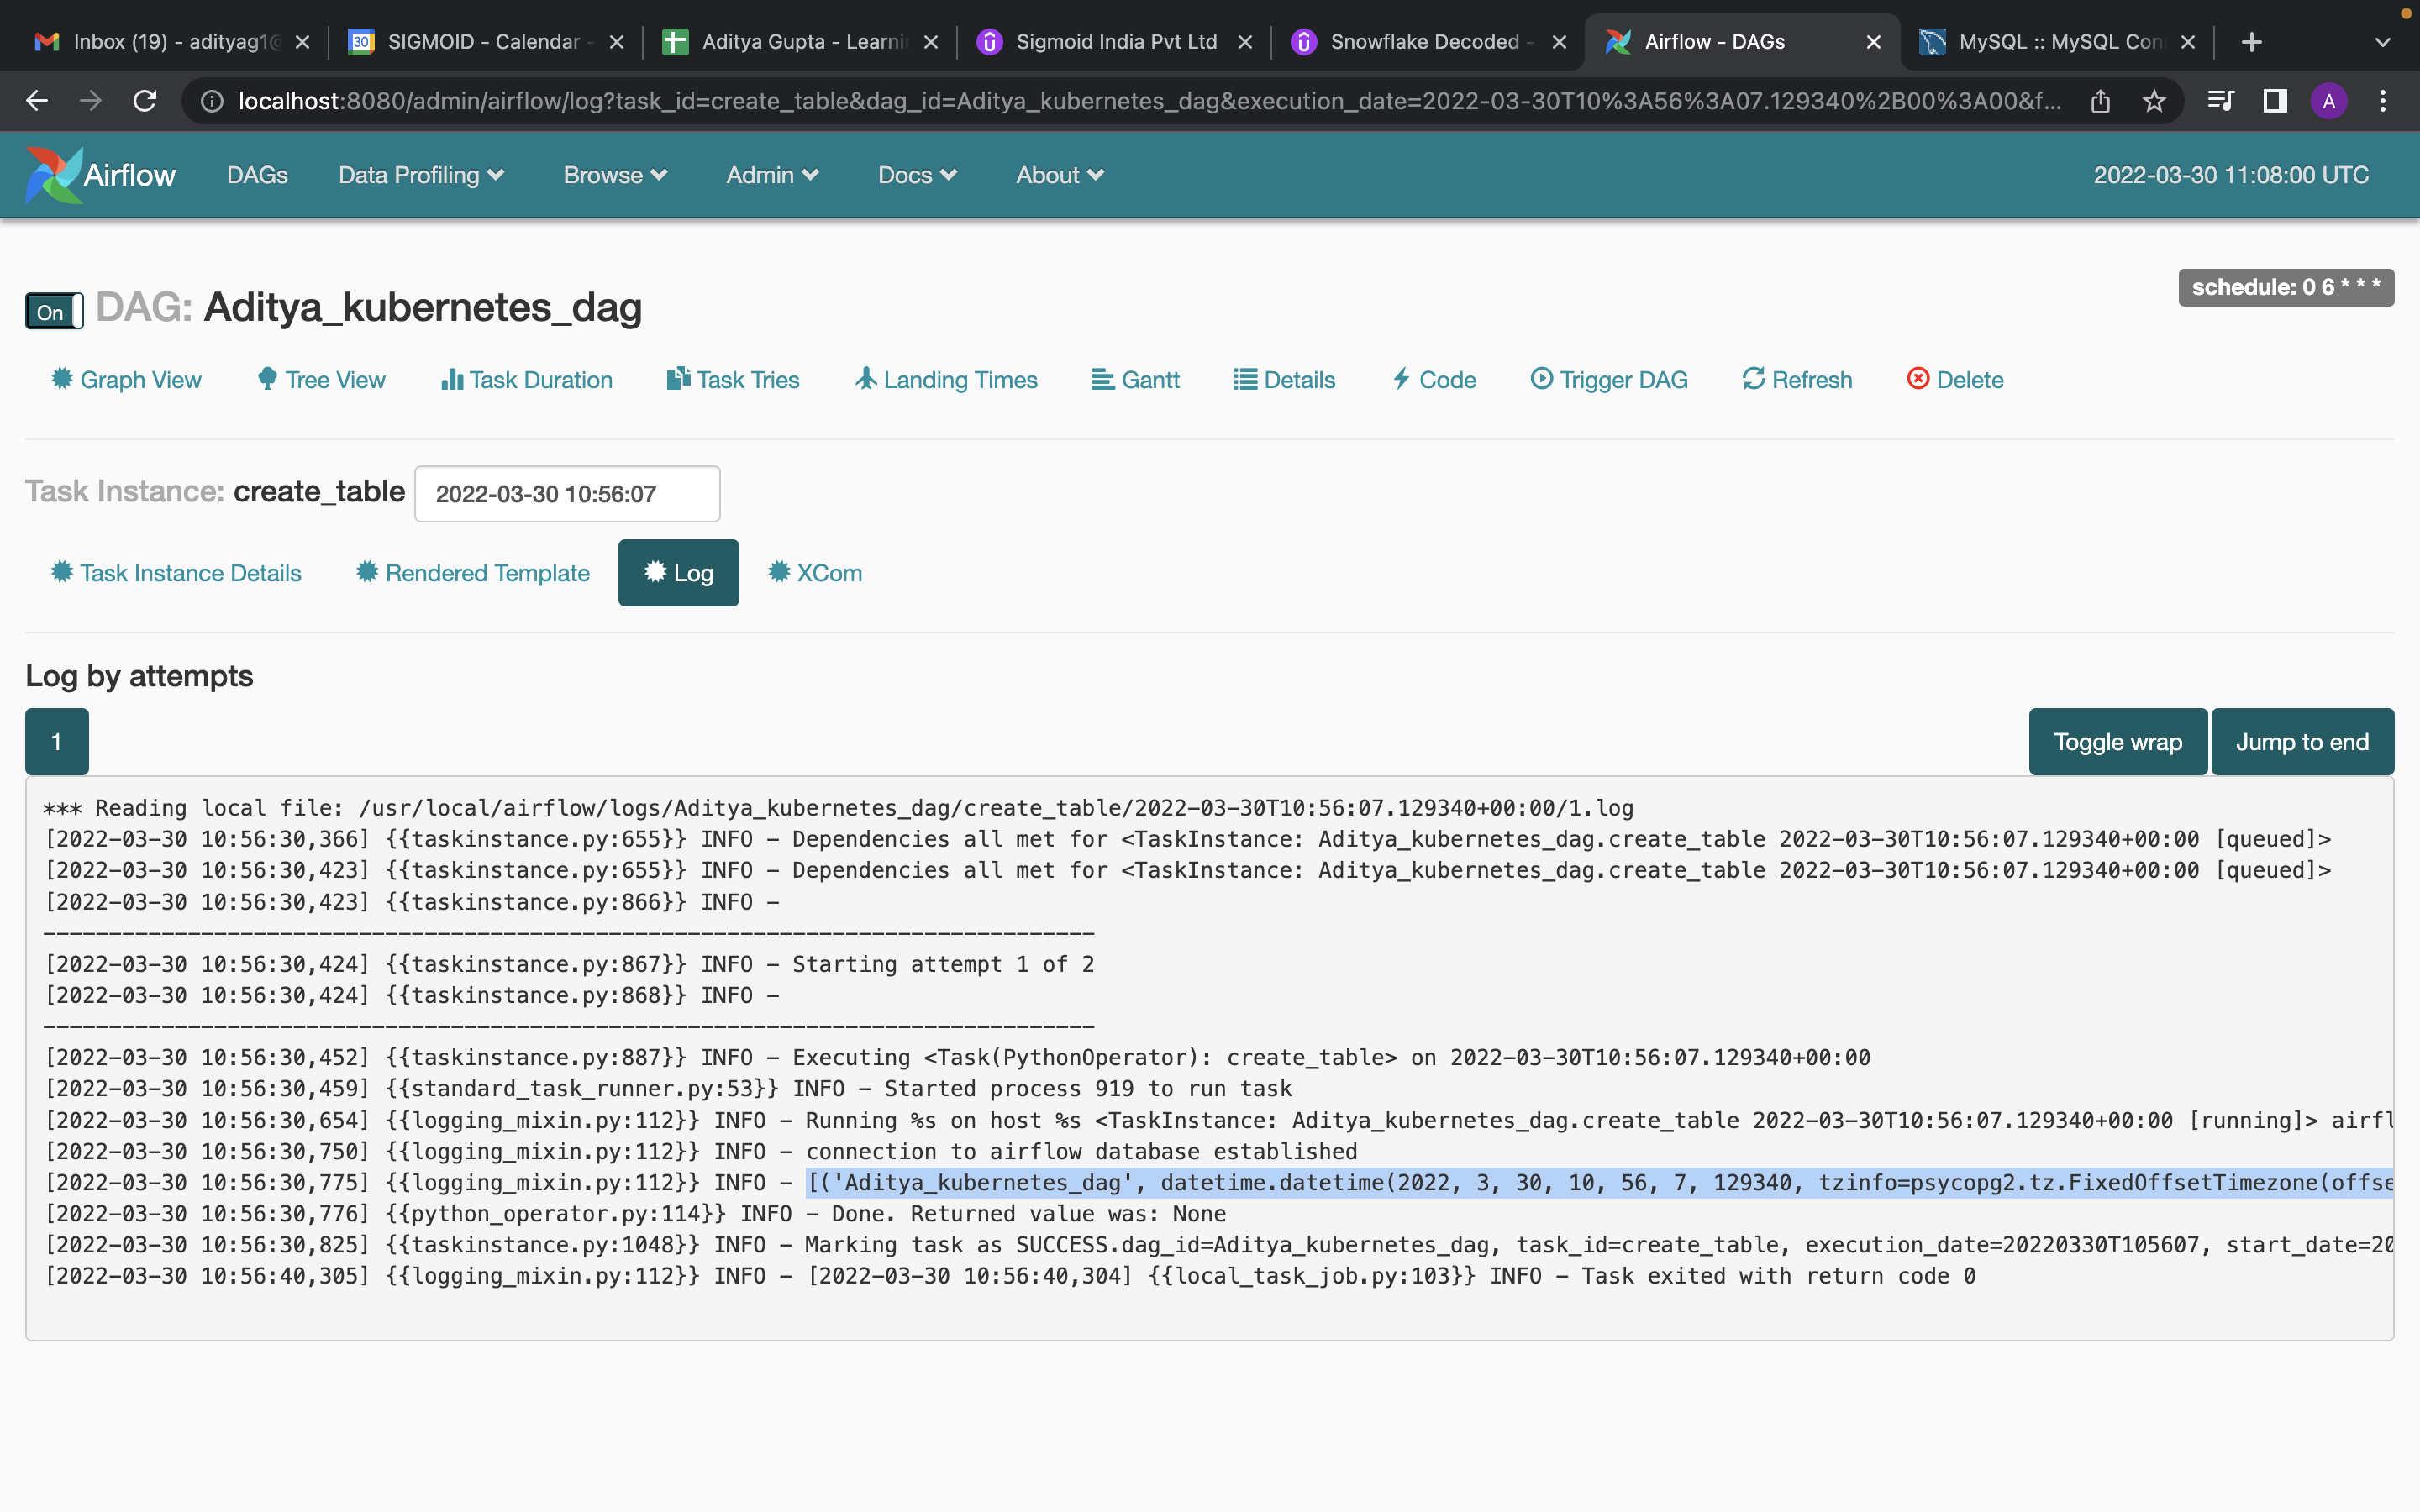 Inbox (19) - adityag1@
SIGMOID - Calendar -
Aditya Gupta - Learni
Sigmoid India Pvt Ltd
Snowflake Decoded -
Airflow - DAGs
MySQL :: MySQL Con
localhost:8080/admin/airflow/log?task_id=create_table&dag_id=Aditya_kubernetes_dag&execution_date=2022-03-30T10%3A56%3A07.129340%2B00%3A00&f...
A
Airflow
DAGs
Data Profiling
Browse
Admin
Docs
About
2022-03-30 11:08:00 UTC
schedule: 0 6 * * *
On
DAG: Aditya_kubernetes_dag
Graph View
Tree View
Task Duration
Task Tries
Landing Times
Gantt
Details
Code
Trigger DAG
Refresh
Delete
Task Instance: create_table
2022-03-30 10:56:07
Task Instance Details
Rendered Template
Log
XCom
Log by attempts
1
Toggle wrap
Jump to end
*** Reading local file: /usr/local/airflow/logs/Aditya_kubernetes_dag/create_table/2022-03-30T10:56:07.129340+00:00/1.log
[2022-03-30 10:56:30,366] {{taskinstance.py:655}} INFO - Dependencies all met for <TaskInstance: Aditya_kubernetes_dag.create_table 2022-03-30T10:56:07.129340+00:00 [queued]>
[2022-03-30 10:56:30,423] {{taskinstance.py:655}} INFO - Dependencies all met for <TaskInstance: Aditya_kubernetes_dag.create_table 2022-03-30T10:56:07.129340+00:00 [queued]>
[2022-03-30 10:56:30,423] {{taskinstance.py:866}} INFO -
--------------------------------------------------------------------------------
[2022-03-30 10:56:30,424] {{taskinstance.py:867}} INFO - Starting attempt 1 of 2
[2022-03-30 10:56:30,424] {{taskinstance.py:868}} INFO -
--------------------------------------------------------------------------------
[2022-03-30 10:56:30,452] {{taskinstance.py:887}} INFO - Executing <Task(PythonOperator): create_table> on 2022-03-30T10:56:07.129340+00:00
[2022-03-30 10:56:30,459] {{standard_task_runner.py:53}} INFO - Started process 919 to run task
[2022-03-30 10:56:30,654] {{logging_mixin.py:112}} INFO - Running %s on host %s <TaskInstance: Aditya_kubernetes_dag.create_table 2022-03-30T10:56:07.129340+00:00 [running]> airfl
[2022-03-30 10:56:30,750] {{logging_mixin.py:112}} INFO - connection to airflow database established
[2022-03-30 10:56:30,775] {{logging_mixin.py:112}} INFO - [('Aditya_kubernetes_dag', datetime.datetime(2022, 3, 30, 10, 56, 7, 129340, tzinfo=psycopg2.tz.FixedOffsetTimezone(offse
[2022-03-30 10:56:30,776] {{python_operator.py:114}} INFO - Done. Returned value was: None
[2022-03-30 10:56:30,825] {{taskinstance.py:1048}} INFO - Marking task as SUCCESS.dag_id=Aditya_kubernetes_dag, task_id=create_table, execution_date=20220330T105607, start_date=20
[2022-03-30 10:56:40,305] {{logging_mixin.py:112}} INFO - [2022-03-30 10:56:40,304] {{local_task_job.py:103}} INFO - Task exited with return code 0